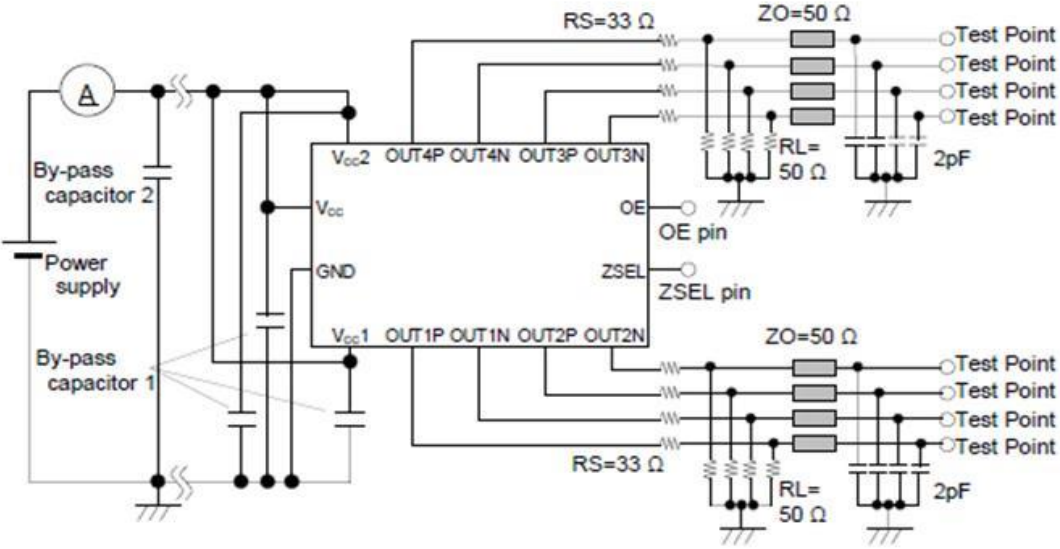 RS=33 Ω
ZO=50 Ω
Test Point
Test Point
Test Point
Test Point
A
By-pass
capacitor 2
Vcc2 OUT4P OUT4N OUT3P OUT3N
RL=
50 Ω
2pF
Vcc
OE
OE pin
GND
ZSEL
ZSEL pin
Power
supply
Vcc1 OUT1P OUT1N OUT2P OUT2N
By-pass
capacitor 1
ZO=50 Ω
Test Point
Test Point
Test Point
Test Point
RS=33 Ω
RL=
50 Ω
2pF